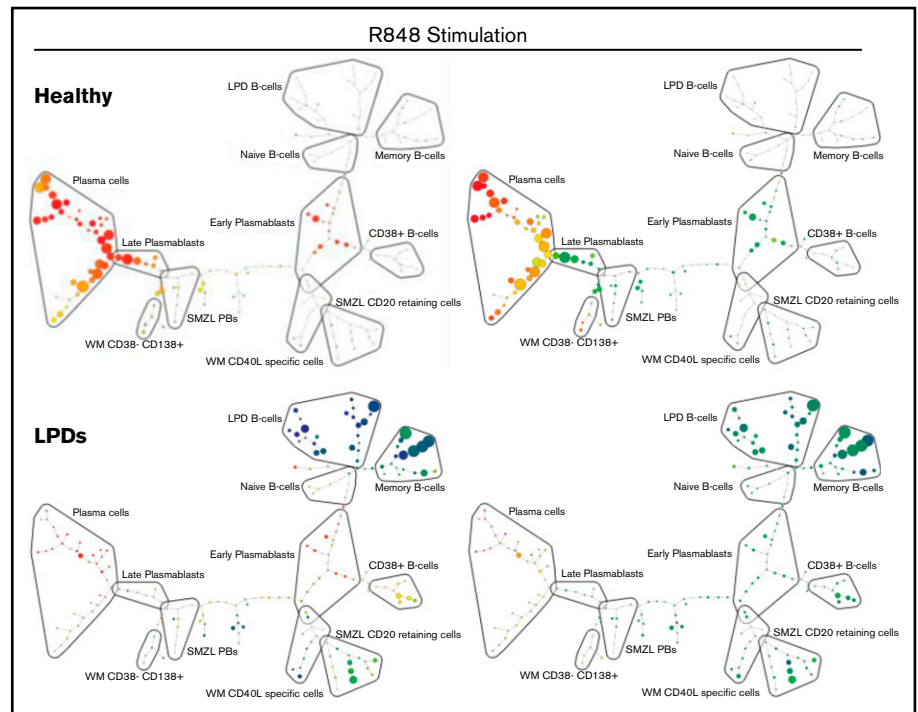 R848 Stimulation
Healthy
LPD B-cells
Naive B-cells
Memory B-cells
Plasma cells
Early Plasmablasts
Late Plasmablasts
CD38+ B-cells
SMZL CD20 retaining cells
SMZL PBs
WM CD38- CD138+
WM CD40L specific cells
LPD B-cells
Naive B-cells
Memory B-cells
Plasma cells
Early Plasmablasts
Late Plasmablasts
CD38+ B-cells
SMZL CD20 retaining cells
SMZL PBs
WM CD38- CD138+
WM CD40L specific cells
LPDs
LPD B-cells
Naive B-cells
Memory B-cells
Plasma cells
Early Plasmablasts
Late Plasmablasts
CD38+ B-cells
SMZL CD20 retaining cells
SMZL PBs
WM CD38- CD138+
WM CD40L specific cells
LPD B-cells
Naive B-cells
Memory B-cells
Plasma cells
Early Plasmablasts
Late Plasmablasts
CD38+ B-cells
SMZL CD20 retaining cells
SMZL PBs
WM CD38- CD138+
WM CD40L specific cells